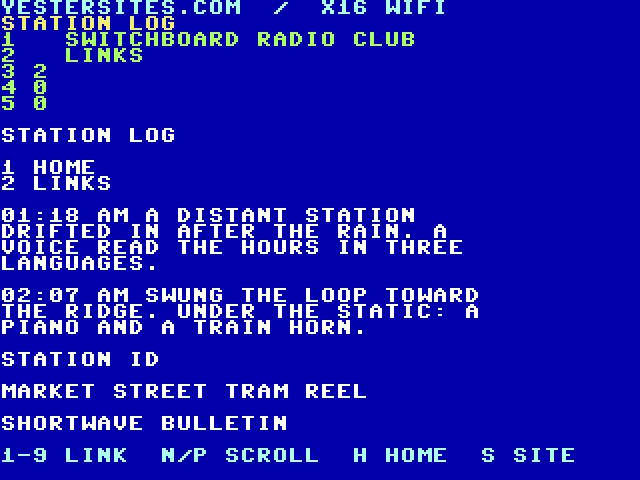 YESTERSITES.COM / X16 WIFI
STATION LOG
1 SWITCHBOARD RADIO CLUB
2 LINKS
3 2
4 0
5 0
STATION LOG
1 HOME
2 LINKS
01:18 AM A DISTANT STATION
DRIFTED IN AFTER THE RAIN. A
VOICE READ THE HOURS IN THREE
LANGUAGES.
02:07 AM SWUNG THE LOOP TOWARD
THE RIDGE. UNDER THE STATIC: A
PIANO AND A TRAIN HORN.
STATION ID
MARKET STREET TRAM REEL
SHORTWAVE BULLETIN
1-9 LINK N/P SCROLL H HOME S SITE